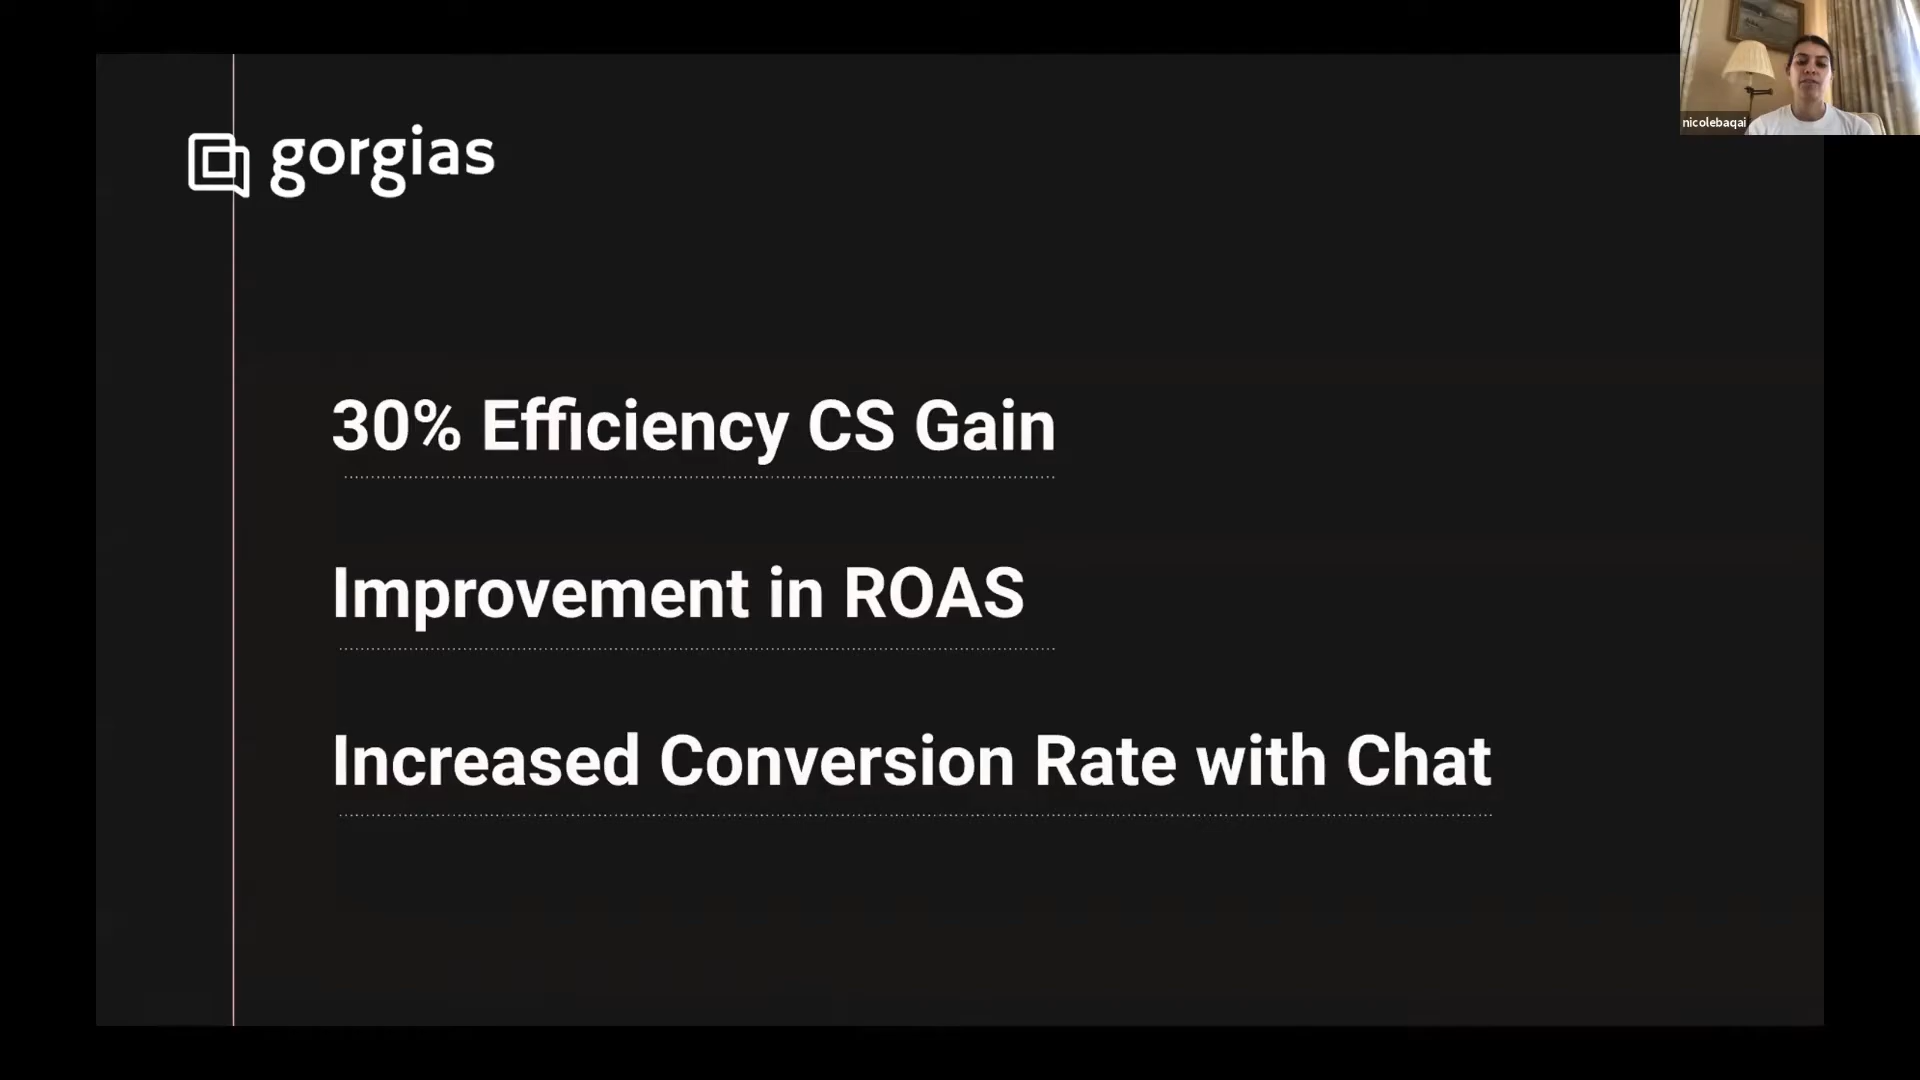 gorgias
nicolebaqai
30% Efficiency CS Gain
Improvement in ROAS
Increased Conversion Rate with Chat